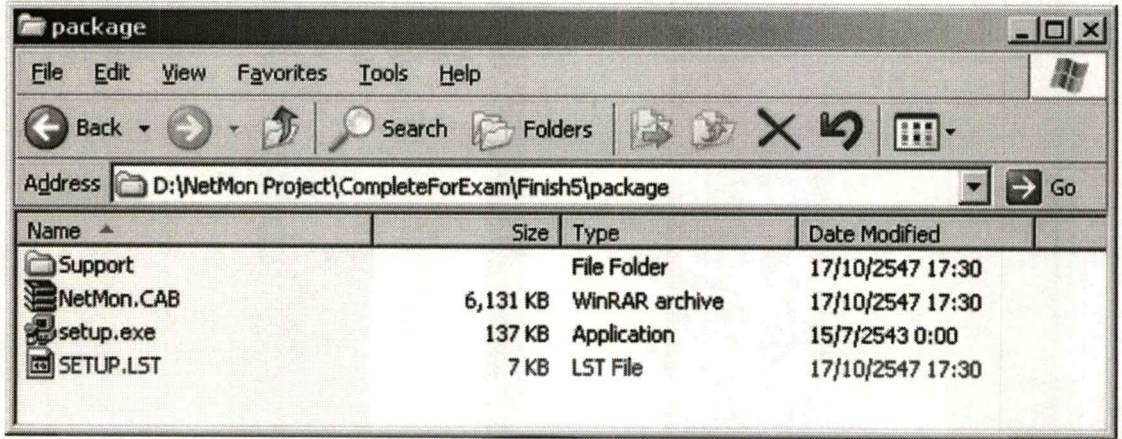 package
File Edit View Favorites Tools Help
Back Search Folders
Address D:\NetMon Project\CompleteForExam\Finish5\package Go
Name Size Type Date Modified
Support File Folder 17/10/2547 17:30
NetMon.CAB 6,131 KB WinRAR archive 17/10/2547 17:30
setup.exe 137 KB Application 15/7/2543 0:00
SETUP.LST 7 KB LST File 17/10/2547 17:30